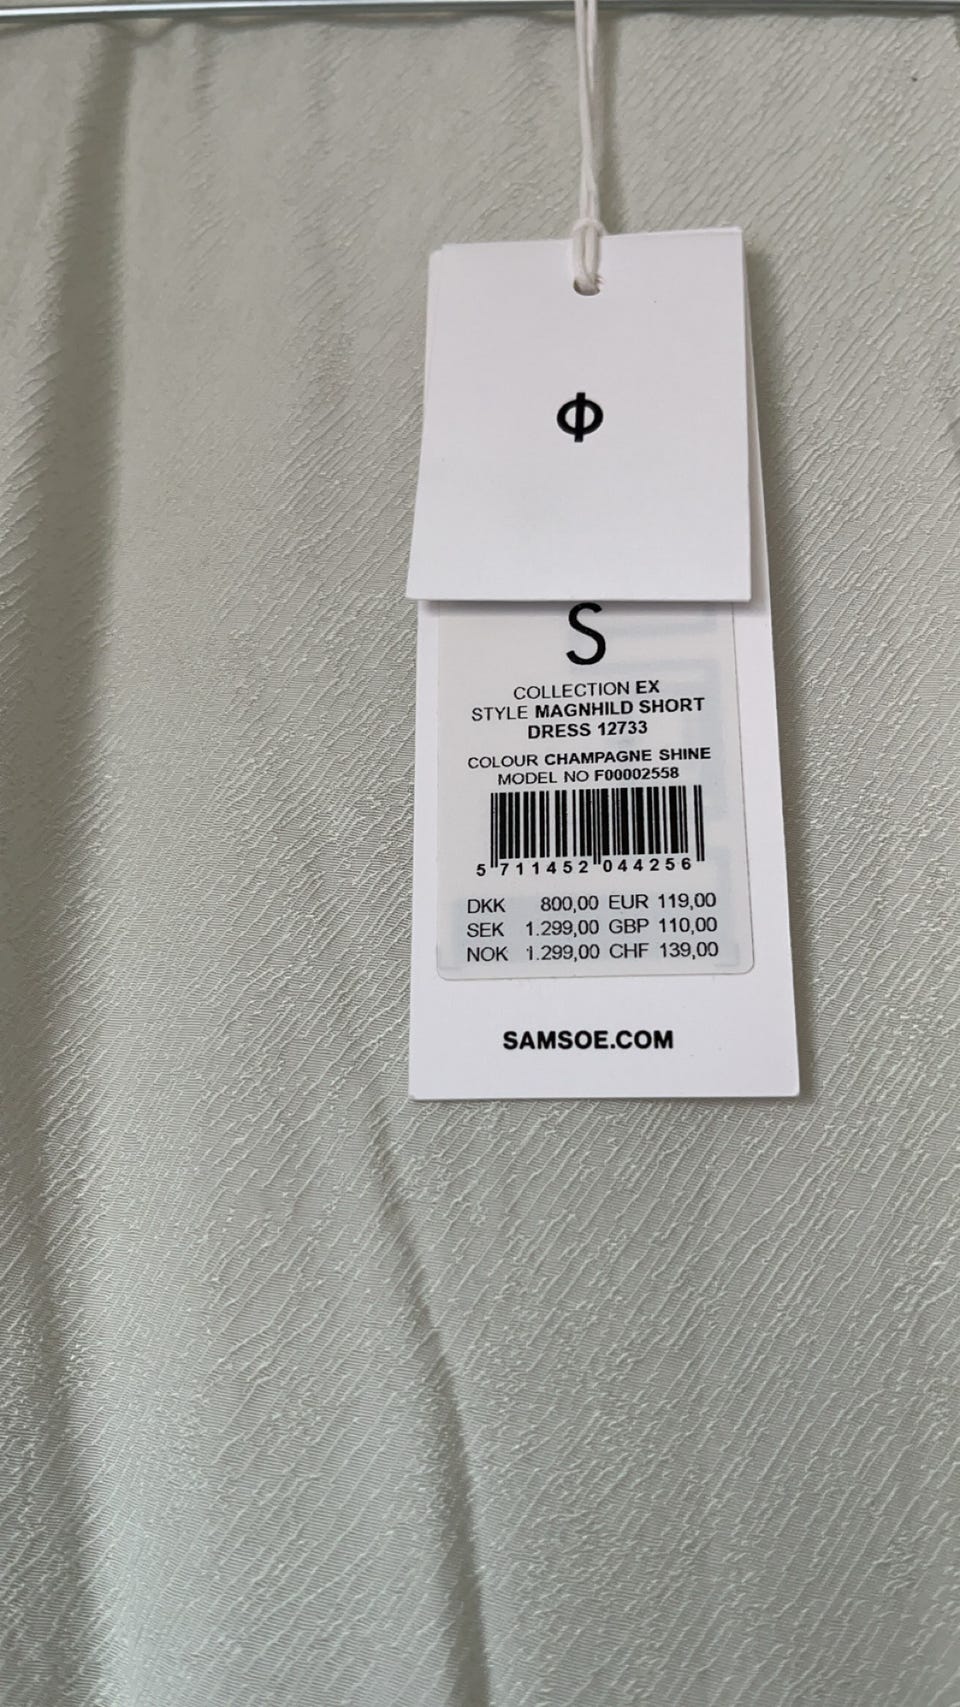 Φ
S
COLLECTION EX
STYLE MAGNHILD SHORT
DRESS 12733
COLOUR CHAMPAGNE SHINE
MODEL NO F00002558
5 711452 044256
DKK 800,00 EUR 119,00
SEK 1.299,00 GBP 110,00
NOK 1.299,00 CHF 139,00
SAMSOE.COM